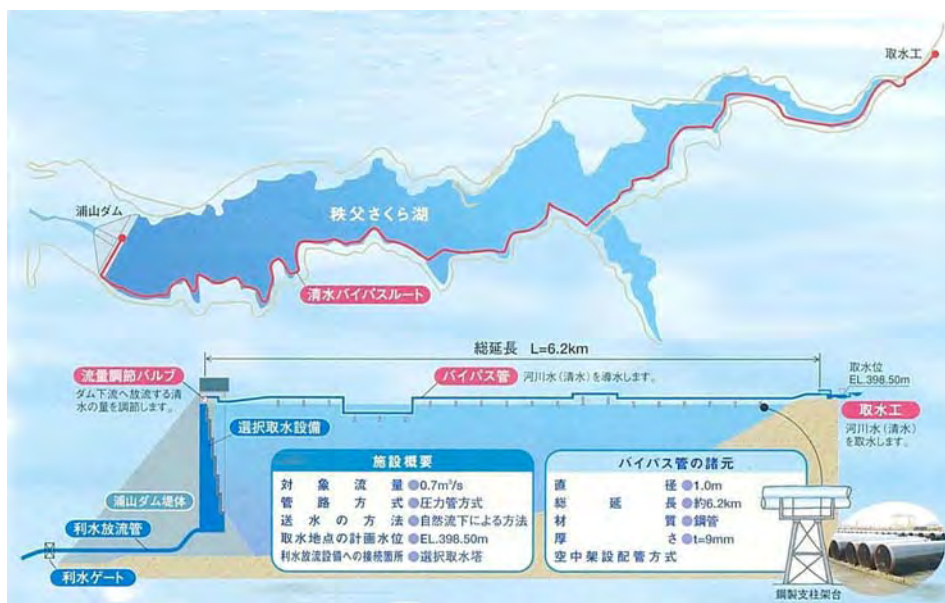 取水工
浦山ダム
秩父さくら湖
清水バイパスルート
総延長 L=6.2km
流量調節バルブ
ダム下流へ放流する清
水の量を調節します。
バイパス管
河川水(清水)を導水します。
取水位
EL.398.50m
取水工
河川水(清水)
を取水します。
選択取水設備
浦山ダム堤体
利水放流管
利水ゲート
施設概要
対象流量●0.7m³/s
管路方式●圧力管方式
送水の方法●自然流下による方法
取水地点の計画水位●EL.398.50m
利水放流設備への接続箇所●選択取水塔
バイパス管の諸元
直径●1.0m
総延長●約6.2km
材質●鋼管
厚さ●t=9mm
空中架設配管方式
鋼製支柱架台